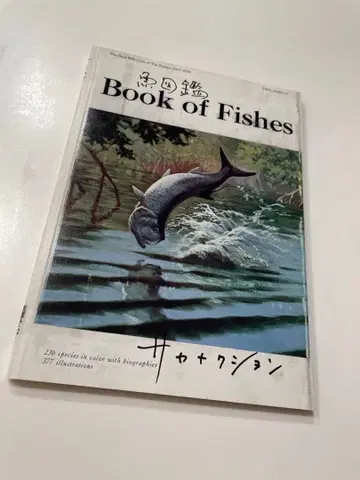 魚図鑑
Book of Fishes
236 species in color with biographies
377 illustrations
サカナクション